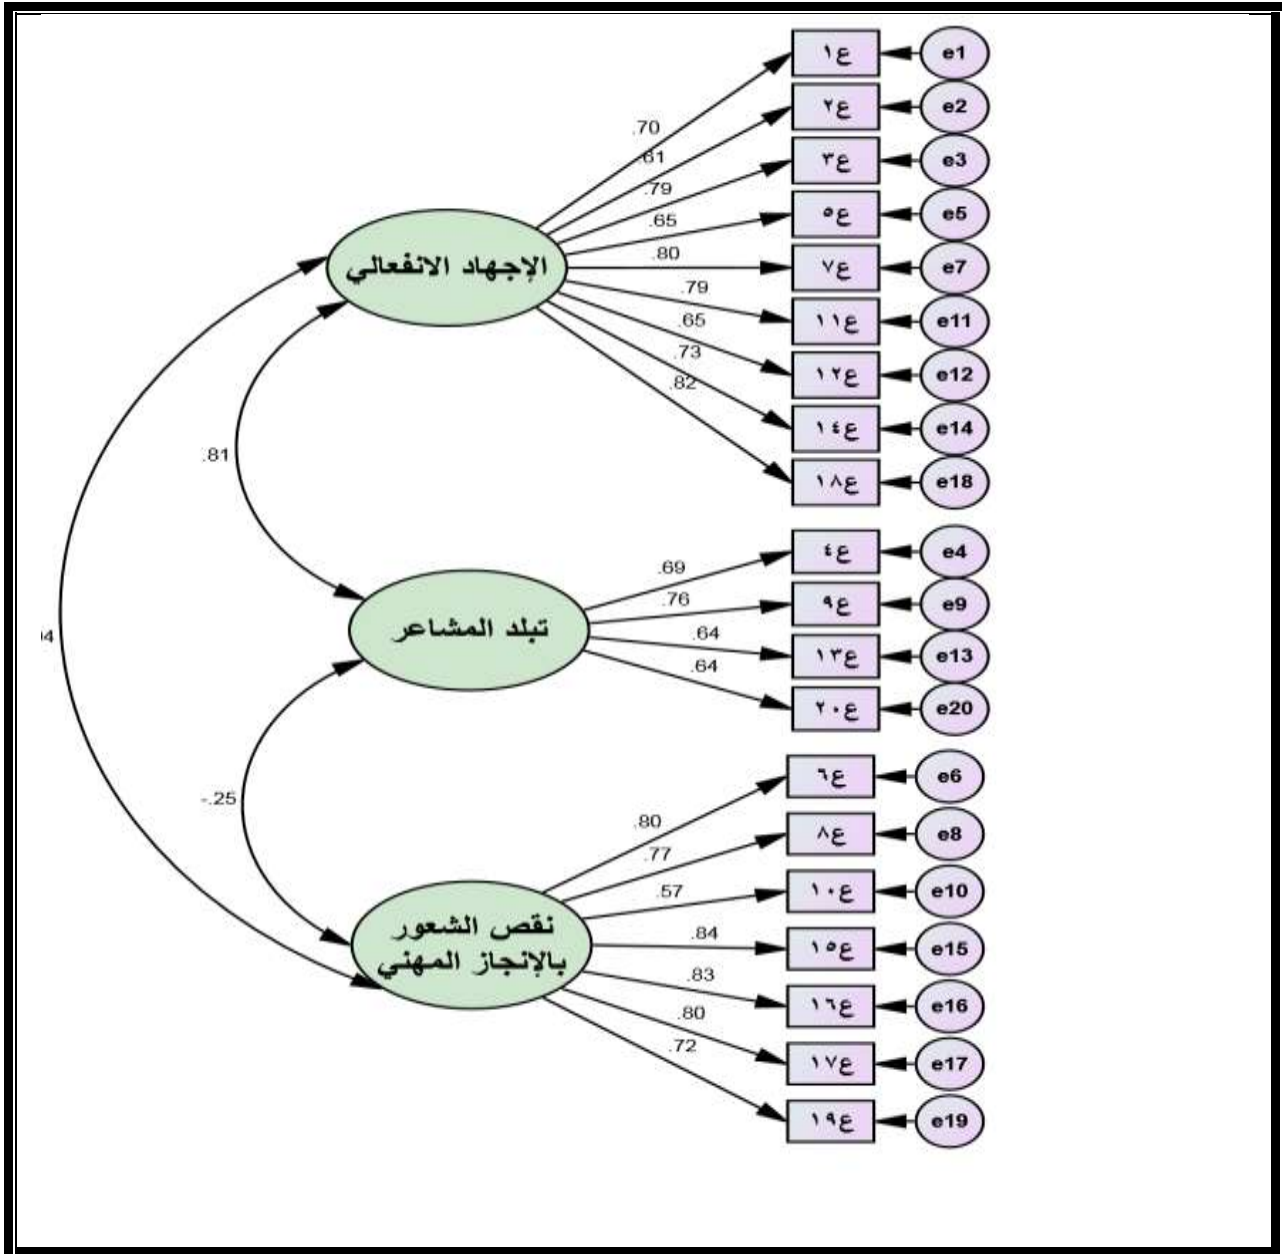 ع١
e1
ع٢
e2
ع٣
e3
ع٥
e5
ع٧
e7
ع١١
e11
ع١٢
e12
ع١٤
e14
ع١٨
e18
.70
.61
.79
.65
.80
.79
.65
.73
.82
الإجهاد الانفعالي
.81
ع٤
e4
ع٩
e9
ع١٣
e13
ع٢٠
e20
.69
.76
.64
.64
تبلد المشاعر
-.25
ع٦
e6
ع٨
e8
ع١٠
e10
ع١٥
e15
ع١٦
e16
ع١٧
e17
ع١٩
e19
.80
.77
.57
.84
.83
.80
.72
نقص الشعور
بالإنجاز المهني